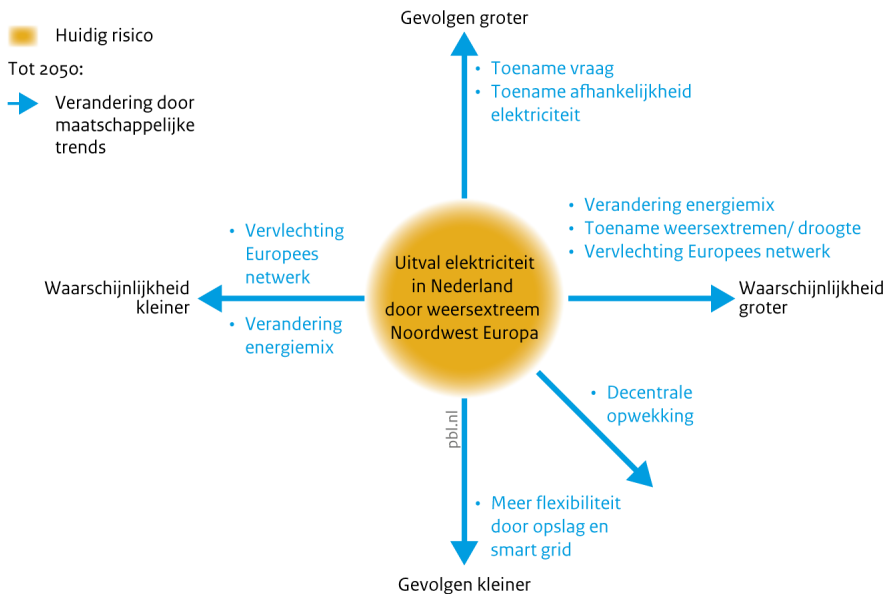 Gevolgen groter
Huidig risico
Tot 2050:
Verandering door
maatschappelijke
trends
• Toename vraag
• Toename afhankelijkheid
elektriciteit
• Verandering energiemix
• Toename weersextremen/ droogte
• Vervlechting Europees netwerk
• Vervlechting
Europees
netwerk
Uitval elektriciteit
in Nederland
door weersextreem
Noordwest Europa
Waarschijnlijkheid
kleiner
Waarschijnlijkheid
groter
• Verandering
energiemix
• Decentrale
opwekking
pbl.nl
• Meer flexibiliteit
door opslag en
smart grid
Gevolgen kleiner